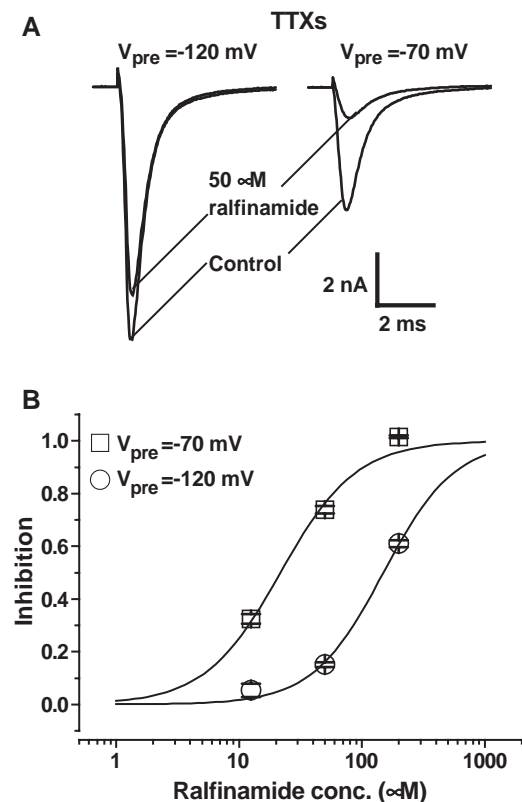 A
TTXs
Vpre =-120 mV
Vpre =-70 mV
50 ∝M
ralfinamide
Control
2 nA
2 ms
B
Vpre =-70 mV
Vpre =-120 mV
Inhibition
1.0
0.8
0.6
0.4
0.2
0.0
1
10
100
1000
Ralfinamide conc. (∝M)